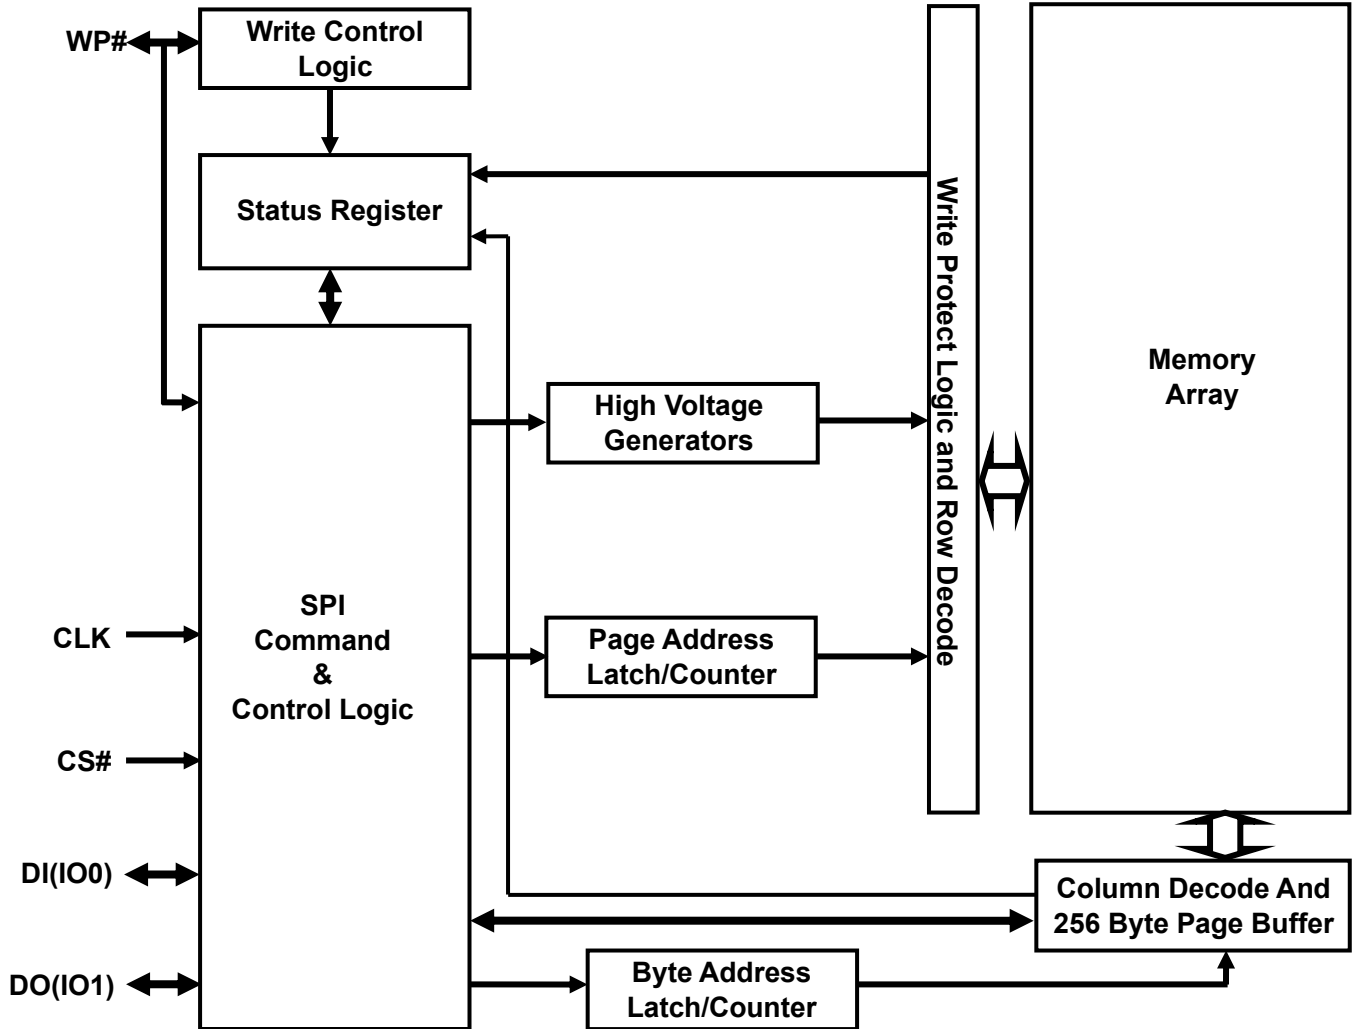 WP#
Write Control
Logic
Status Register
Write Protect Logic and Row Decode
Memory
Array
High Voltage
Generators
SPI
Command
&
Control Logic
Page Address
Latch/Counter
CLK
CS#
DI(IO0)
Column Decode And
256 Byte Page Buffer
DO(IO1)
Byte Address
Latch/Counter